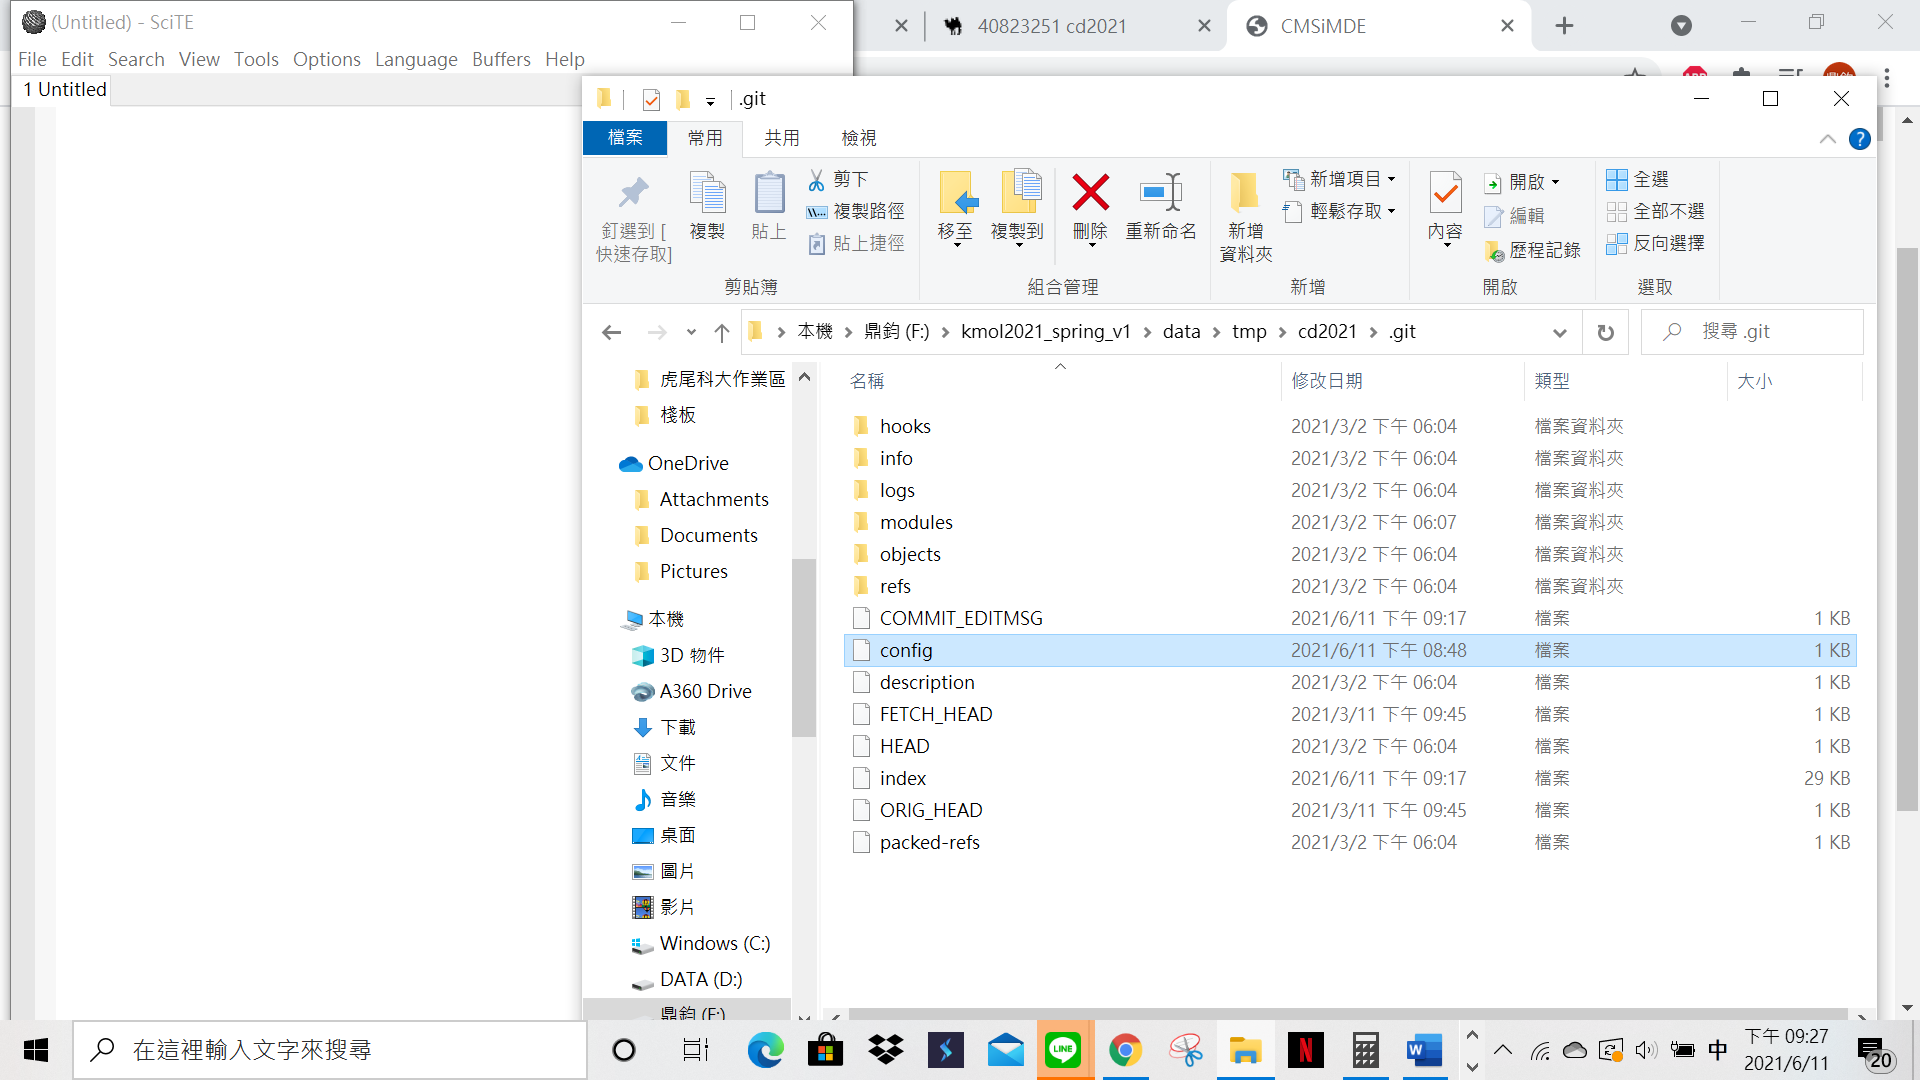 (Untitled) - SciTE
File Edit Search View Tools Options Language Buffers Help
1 Untitled
40823251 cd2021
CMSiMDE
.git
檔案 常用 共用 檢視
釘選到 [快速存取]
複製
貼上
剪下
複製路徑
貼上捷徑
剪貼簿
移至
複製到
刪除
重新命名
組合管理
新增資料夾
新增項目
輕鬆存取
新增
內容
開啟
編輯
歷程記錄
開啟
全選
全部不選
反向選擇
選取
本機 鼎鈞 (F:) kmol2021_spring_v1 data tmp cd2021 .git
搜尋 .git
虎尾科大作業區
棧板
OneDrive
Attachments
Documents
Pictures
本機
3D 物件
A360 Drive
下載
文件
音樂
桌面
圖片
影片
Windows (C:)
DATA (D:)
鼎鈞 (F:)
名稱 修改日期 類型 大小
hooks 2021/3/2 下午 06:04 檔案資料夾
info 2021/3/2 下午 06:04 檔案資料夾
logs 2021/3/2 下午 06:04 檔案資料夾
modules 2021/3/2 下午 06:07 檔案資料夾
objects 2021/3/2 下午 06:04 檔案資料夾
refs 2021/3/2 下午 06:04 檔案資料夾
COMMIT_EDITMSG 2021/6/11 下午 09:17 檔案 1 KB
config 2021/6/11 下午 08:48 檔案 1 KB
description 2021/3/2 下午 06:04 檔案 1 KB
FETCH_HEAD 2021/3/11 下午 09:45 檔案 1 KB
HEAD 2021/3/2 下午 06:04 檔案 1 KB
index 2021/6/11 下午 09:17 檔案 29 KB
ORIG_HEAD 2021/3/11 下午 09:45 檔案 1 KB
packed-refs 2021/3/2 下午 06:04 檔案 1 KB
在這裡輸入文字來搜尋
LINE
N
W
中
下午 09:27
2021/6/11
20